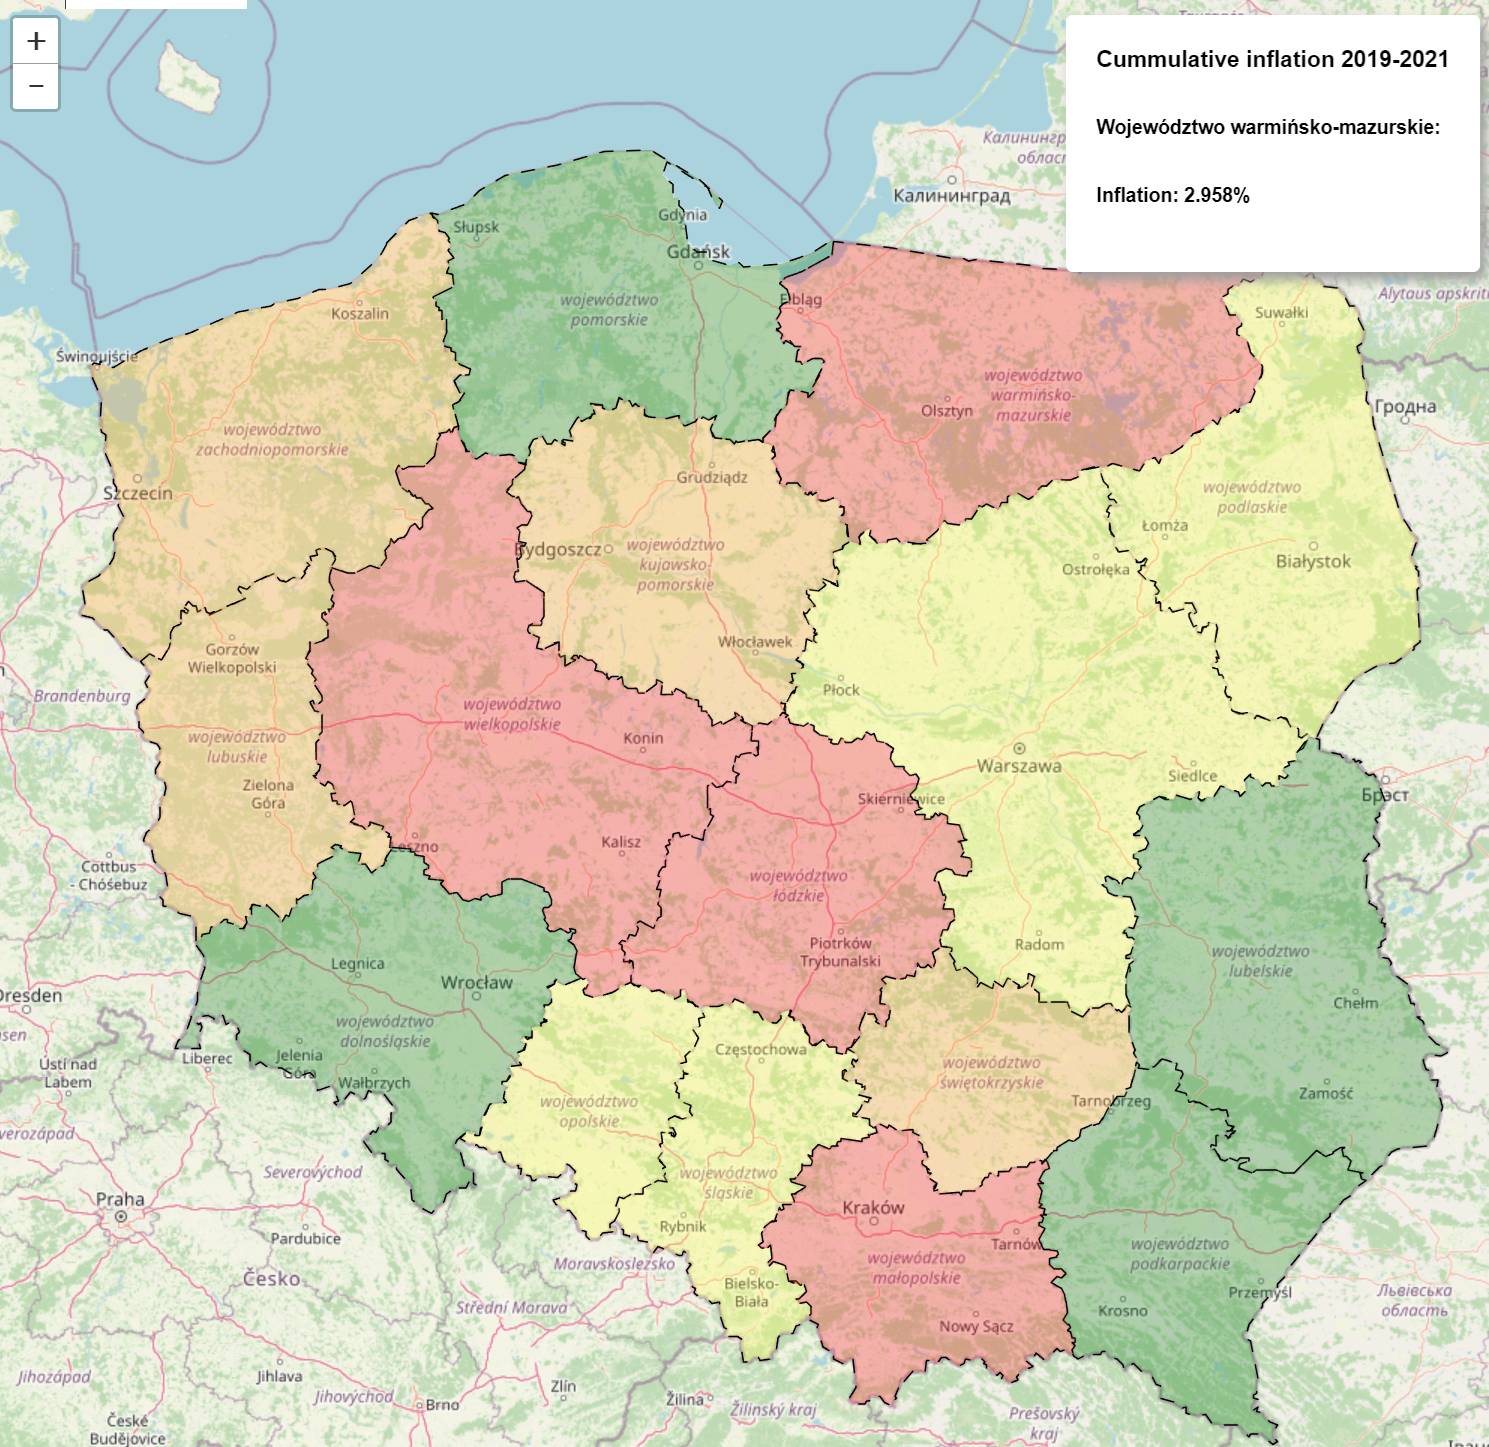 +
−
Cummulative inflation 2019-2021
Województwo warmińsko-mazurskie:
Inflation: 2.958%
Калининград
Gdynia
Słupsk
Gdańsk
województwo
pomorskie
Elbląg
Koszalin
Suwałki
Świnoujście
województwo
warmińsko-
mazurskie
Olsztyn
Гродна
województwo
zachodniopomorskie
Szczecin
Grudziądz
województwo
podlaskie
Łomża
Białystok
Bydgoszcz
województwo
kujawsko-
pomorskie
Ostrołęka
Włocławek
Gorzów
Wielkopolski
Brandenburg
Płock
województwo
wielkopolskie
Konin
województwo
lubuskie
Warszawa
Siedlce
Zielona
Góra
Skierniewice
Брэст
Leszno
Kalisz
Cottbus
- Chóśebuz
województwo
łódzkie
Piotrków
Trybunalski
Radom
województwo
lubelskie
Legnica
Wrocław
Dresden
Chełm
województwo
dolnośląskie
Jelenia
Góra
Wałbrzych
Liberec
Ústí nad
Labem
Częstochowa
województwo
świętokrzyskie
województwo
opolskie
Tarnobrzeg
Zamość
Severovýchod
województwo
śląskie
Praha
Kraków
Rybnik
Pardubice
Tarnów
województwo
podkarpackie
województwo
małopolskie
Moravskoslezsko
Česko
Bielsko-
Biała
Przemyśl
Львівська
область
Krosno
Střední Morava
Nowy Sącz
Jihozápad
Jihlava
Jihovýchod
Brno
Zlín
Žilina
Žilinský kraj
Prešovský
kraj
České
Budějovice